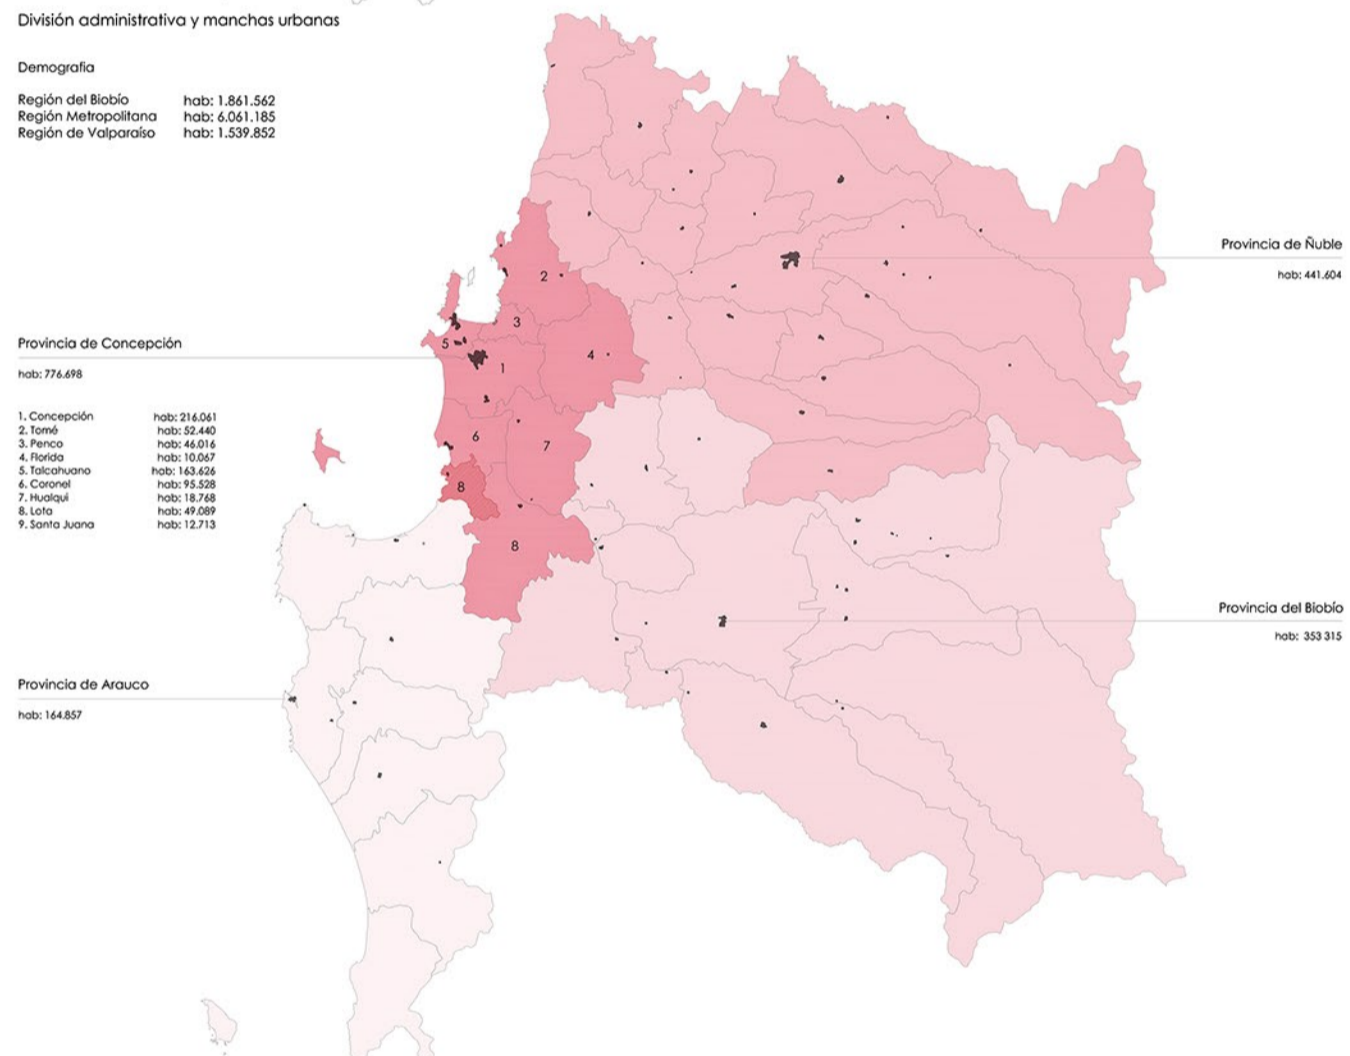 División administrativa y manchas urbanas
Demografia
Región del Biobío hab: 1.861.562
Región Metropolitana hab: 6.061.185
Región de Valparaíso hab: 1.539.852
Provincia de Ñuble
hab: 441.604
Provincia de Concepción
hab: 776.698
1. Concepción hab: 216.061
2. Tomé hab: 52.440
3. Penco hab: 46.016
4. Florida hab: 10.067
5. Talcahuano hab: 163.626
6. Coronel hab: 95.528
7. Hualqui hab: 18.768
8. Lota hab: 49.089
9. Santa Juana hab: 12.713
2
3
5
4
1
6
7
8
8
Provincia del Biobío
hab: 353 315
Provincia de Arauco
hab: 164.857